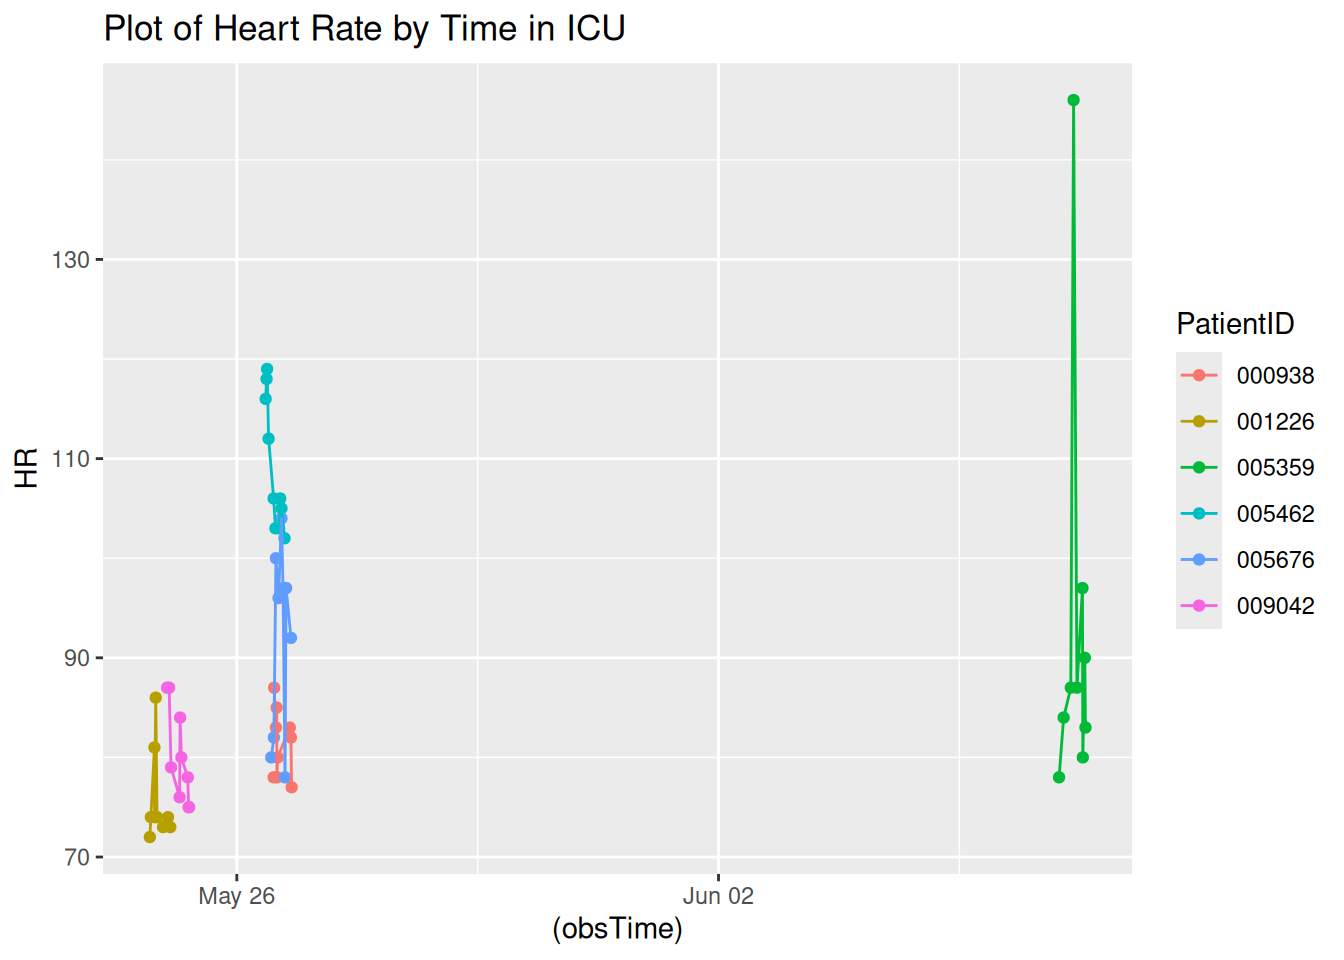 Plot of Heart Rate by Time in ICU
HR
130
110
90
70
May 26
Jun 02
(obsTime)
PatientID
000938
001226
005359
005462
005676
009042